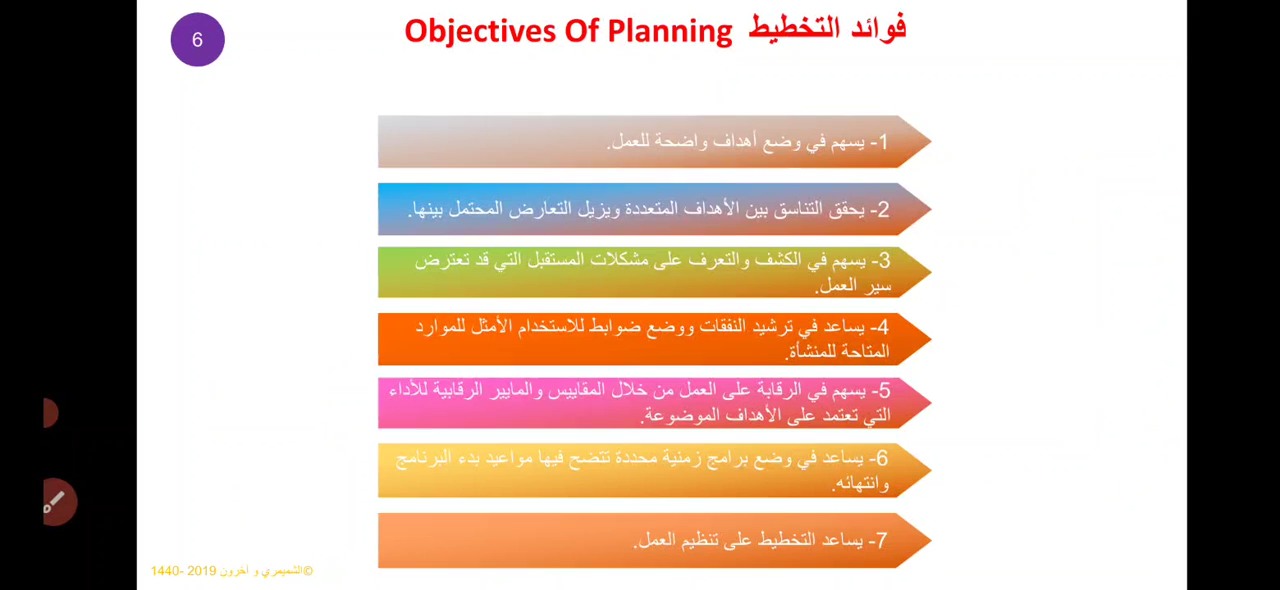 6
فوائد التخطيط Objectives Of Planning
1- يسهم في وضع أهداف واضحة للعمل.
2- يحقق التناسق بين الأهداف المتعددة ويزيل التعارض المحتمل بينها.
3- يسهم في الكشف والتعرف على مشكلات المستقبل التي قد تعترض
سير العمل.
4- يساعد في ترشيد النفقات ووضع ضوابط للاستخدام الأمثل للموارد
المتاحة للمنشأة.
5- يسهم في الرقابة على العمل من خلال المقاييس والمايير الرقابية للأداء
التي تعتمد على الأهداف الموضوعة.
6- يساعد في وضع برامج زمنية محددة تتضح فيها مواعيد بدء البرنامج
وانتهائه.
7- يساعد التخطيط على تنظيم العمل.
©الشميمري و آخرون 2019 -1440